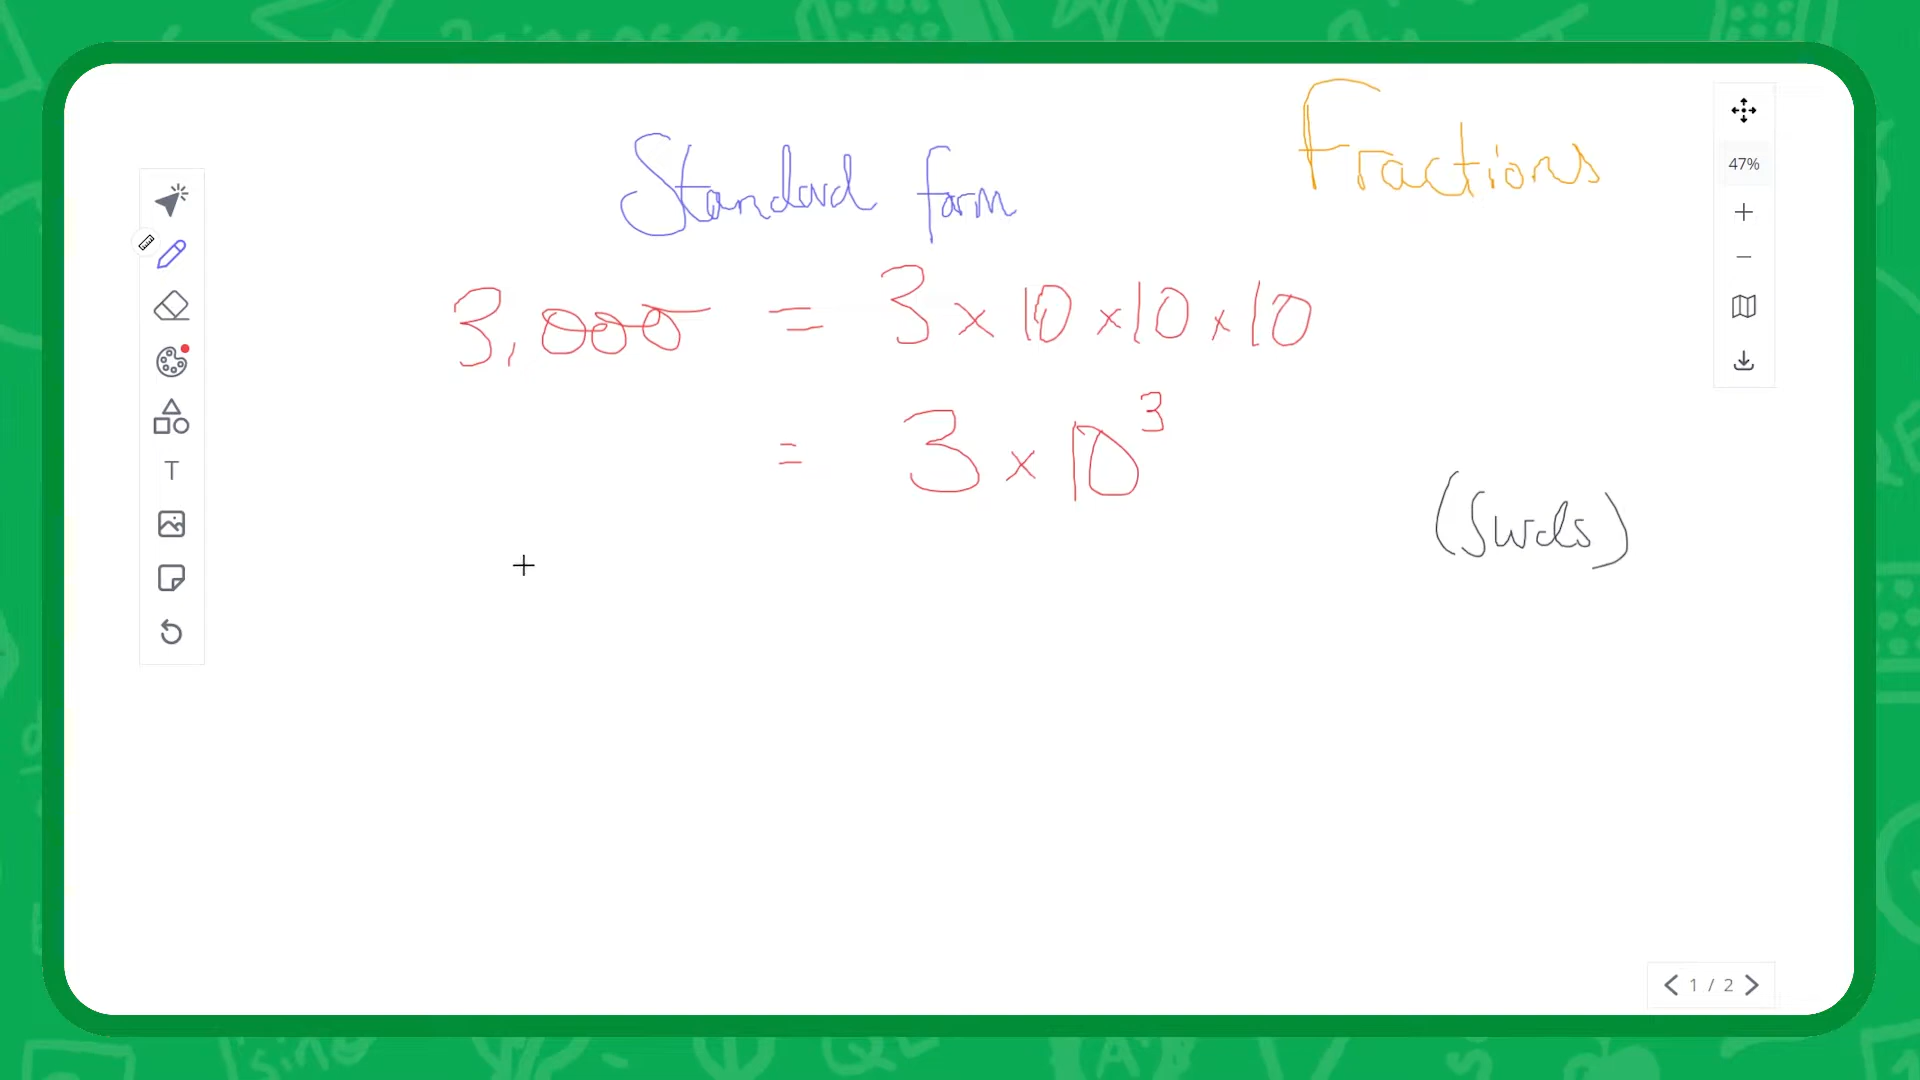 Fractions
Standard form
47%
3,000 = 3 × 10 × 10 × 10
= 3 × 10³
(Surds)
T
1 / 2